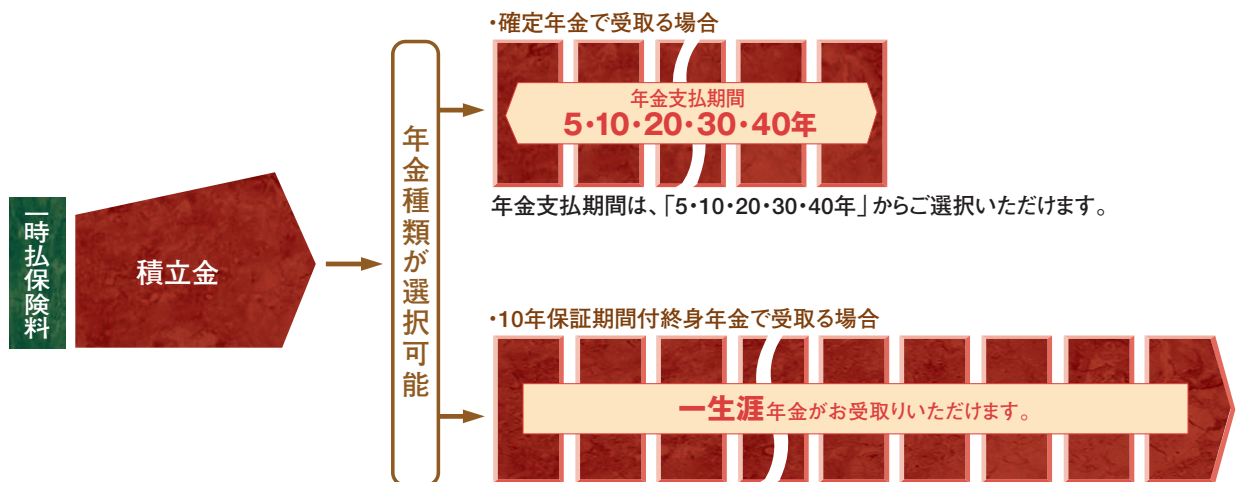 一時払保険料
積立金
年金種類が選択可能
・確定年金で受取る場合
年金支払期間
5・10・20・30・40年
年金支払期間は、「5・10・20・30・40年」からご選択いただけます。
・10年保証期間付終身年金で受取る場合
一生涯年金がお受取りいただけます。